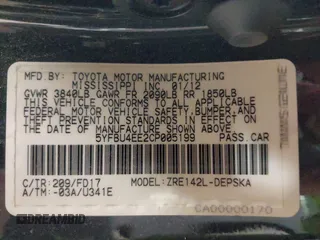 MFD.BY: TOYOTA MOTOR MANUFACTURING
MISSISSIPPI INC 01/12
GVWR 3840LB GAWR FR 2090LB RR 1850LB
THIS VEHICLE CONFORMS TO ALL APPLICABLE
FEDERAL MOTOR VEHICLE SAFETY, BUMPER, AND
THEFT PREVENTION STANDARDS IN EFFECT ON
THE DATE OF MANUFACTURE SHOWN ABOVE.
5YFBU4EE2CP005199 PASS CAR
C/TR: 209/FD17 MODEL: ZRE142L-DEPSKA
A/TM: -03A/U341E
CA00000170
DREAMBID